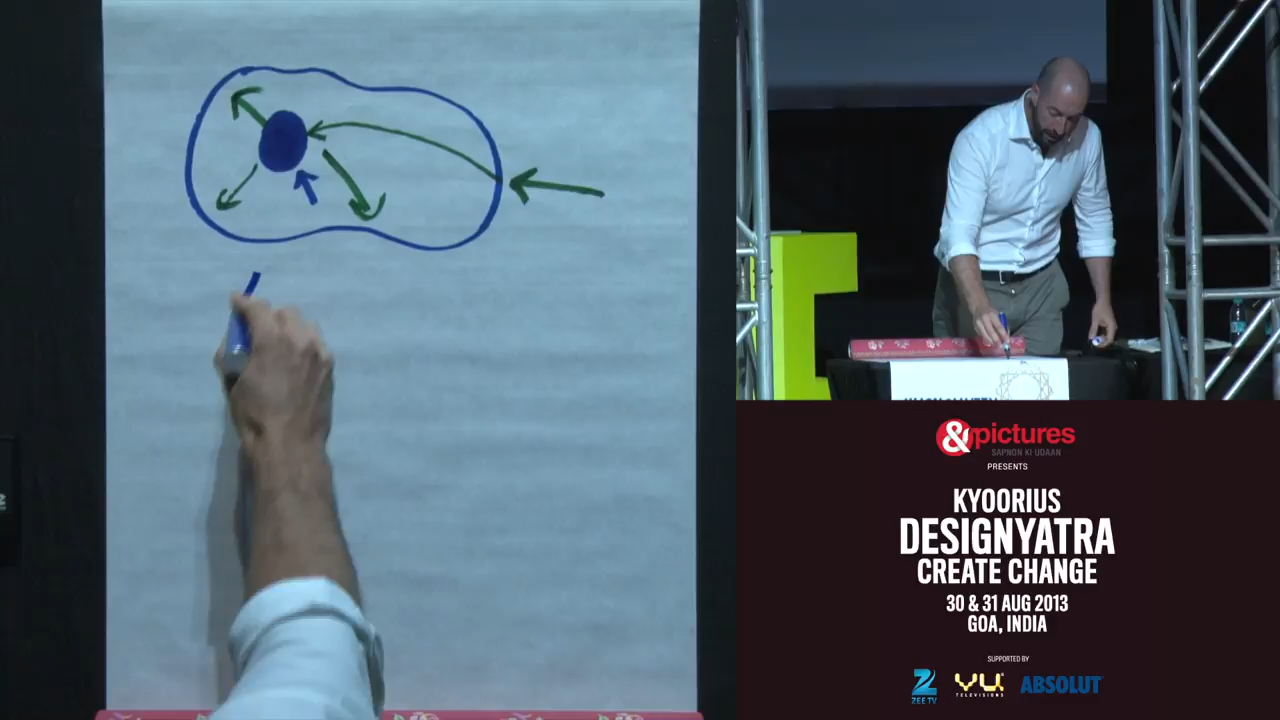 &pictures
SAPNON KI UDAAN
PRESENTS
KYOORIUS
DESIGNYATRA
CREATE CHANGE
30 & 31 AUG 2013
GOA, INDIA
SUPPORTED BY
Z
ZEE TV
VU
TELEVISIONS
ABSOLUT